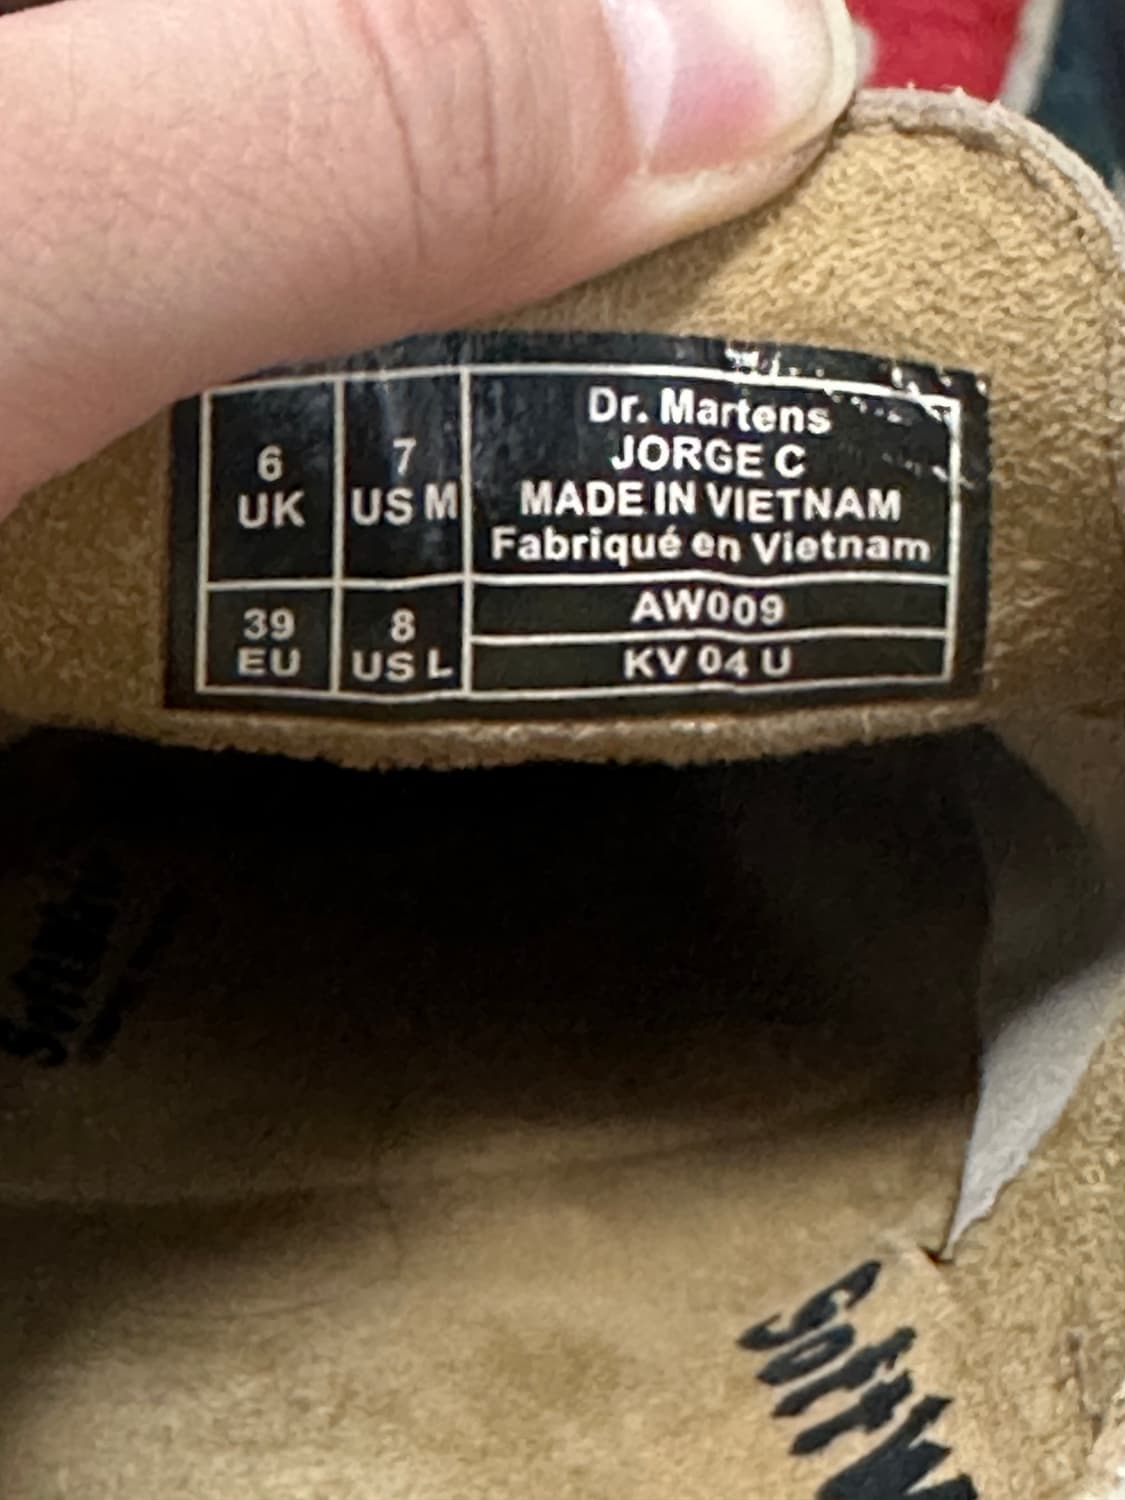 6
UK
7
US M
39
EU
8
US L
Dr. Martens
JORGE C
MADE IN VIETNAM
Fabriqué en Vietnam
AW009
KV 04 U